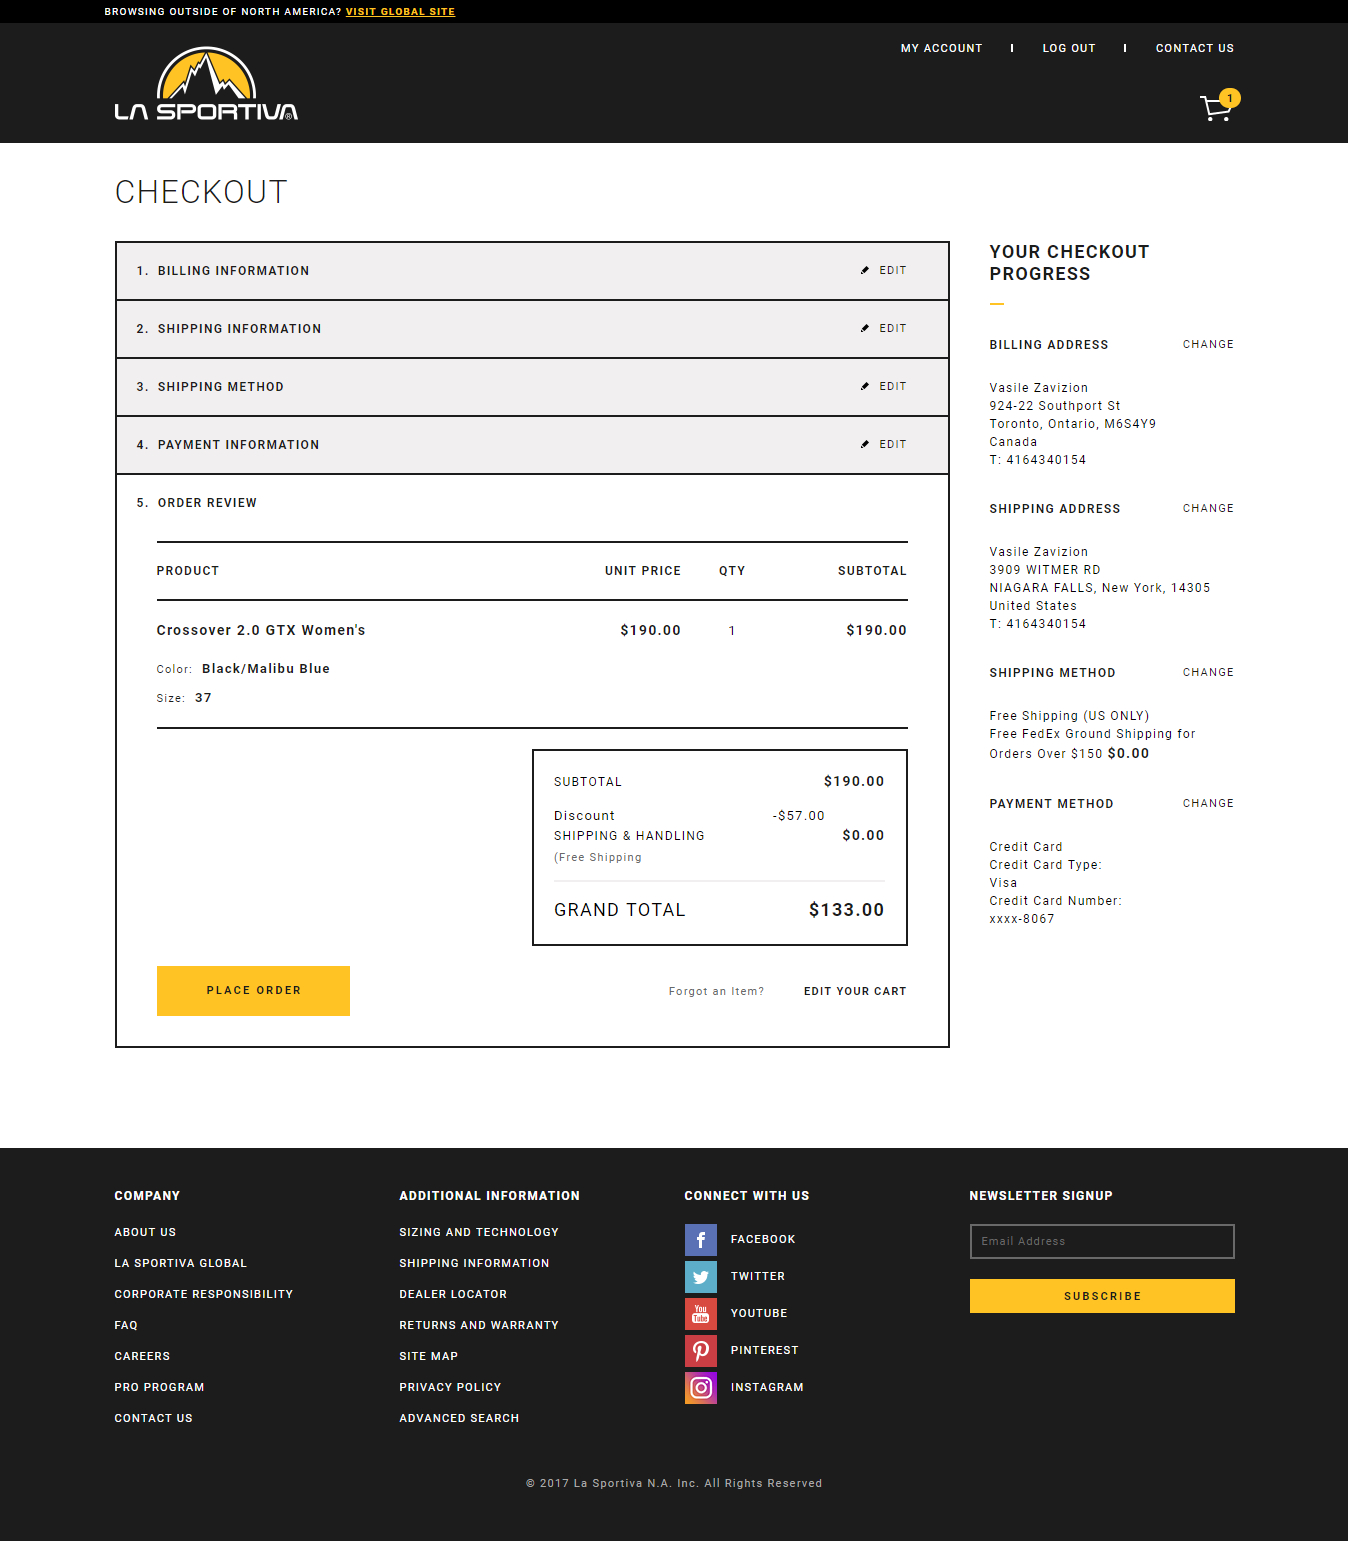 BROWSING OUTSIDE OF NORTH AMERICA? VISIT GLOBAL SITE
MY ACCOUNT
LOG OUT
CONTACT US
LA SPORTIVA®
1
CHECKOUT
1. BILLING INFORMATION
EDIT
2. SHIPPING INFORMATION
EDIT
3. SHIPPING METHOD
EDIT
4. PAYMENT INFORMATION
EDIT
5. ORDER REVIEW
PRODUCT UNIT PRICE QTY SUBTOTAL
Crossover 2.0 GTX Women's $190.00 1 $190.00
Color: Black/Malibu Blue
Size: 37
SUBTOTAL $190.00
Discount -$57.00
SHIPPING & HANDLING $0.00
(Free Shipping
GRAND TOTAL $133.00
PLACE ORDER
Forgot an Item? EDIT YOUR CART
YOUR CHECKOUT
PROGRESS
BILLING ADDRESS CHANGE
Vasile Zavizion
924-22 Southport St
Toronto, Ontario, M6S4Y9
Canada
T: 4164340154
SHIPPING ADDRESS CHANGE
Vasile Zavizion
3909 WITMER RD
NIAGARA FALLS, New York, 14305
United States
T: 4164340154
SHIPPING METHOD CHANGE
Free Shipping (US ONLY)
Free FedEx Ground Shipping for
Orders Over $150 $0.00
PAYMENT METHOD CHANGE
Credit Card
Credit Card Type:
Visa
Credit Card Number:
xxxx-8067
COMPANY
ABOUT US
LA SPORTIVA GLOBAL
CORPORATE RESPONSIBILITY
FAQ
CAREERS
PRO PROGRAM
CONTACT US
ADDITIONAL INFORMATION
SIZING AND TECHNOLOGY
SHIPPING INFORMATION
DEALER LOCATOR
RETURNS AND WARRANTY
SITE MAP
PRIVACY POLICY
ADVANCED SEARCH
CONNECT WITH US
FACEBOOK
TWITTER
You
Tube
YOUTUBE
PINTEREST
INSTAGRAM
NEWSLETTER SIGNUP
Email Address
SUBSCRIBE
© 2017 La Sportiva N.A. Inc. All Rights Reserved